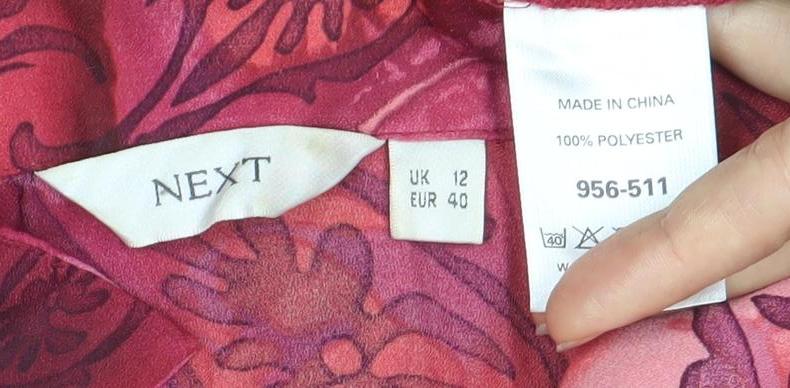 NEXT
UK 12
EUR 40
MADE IN CHINA
100% POLYESTER
956-511
40